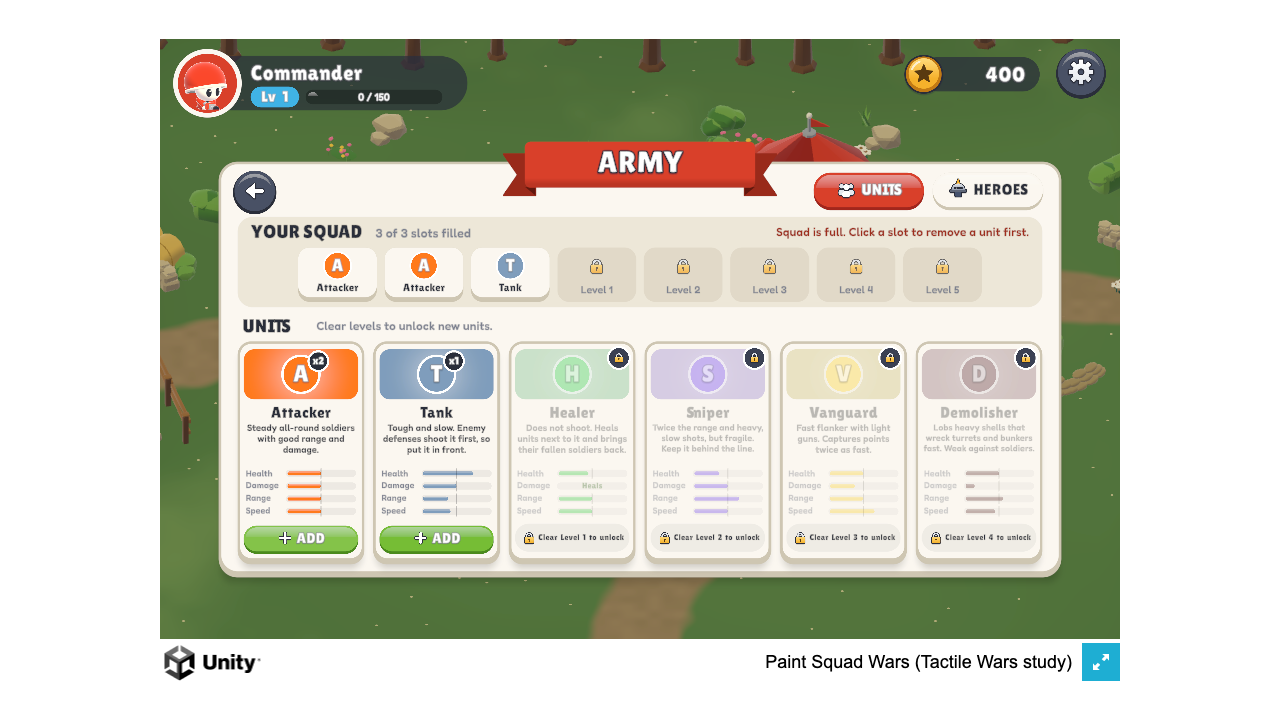 Commander
Lv 1
0 / 150
400
ARMY
UNITS
HEROES
YOUR SQUAD
3 of 3 slots filled
Squad is full. Click a slot to remove a unit first.
A
Attacker
A
Attacker
T
Tank
Level 1
Level 2
Level 3
Level 4
Level 5
UNITS
Clear levels to unlock new units.
A
x2
Attacker
Steady all-round soldiers
with good range and
damage.
Health
Damage
Range
Speed
+ ADD
T
x1
Tank
Tough and slow. Enemy
defenses shoot it first, so
put it in front.
Health
Damage
Range
Speed
+ ADD
H
Healer
Does not shoot. Heals
units next to it and brings
their fallen soldiers back.
Health
Damage
Heals
Range
Speed
Clear Level 1 to unlock
S
Sniper
Twice the range and heavy,
slow shots, but fragile.
Keep it behind the line.
Health
Damage
Range
Speed
Clear Level 2 to unlock
V
Vanguard
Fast flanker with light
guns. Captures points
twice as fast.
Health
Damage
Range
Speed
Clear Level 3 to unlock
D
Demolisher
Lobs heavy shells that
wreck turrets and bunkers
fast. Weak against soldiers.
Health
Damage
Range
Speed
Clear Level 4 to unlock
Unity
Paint Squad Wars (Tactile Wars study)